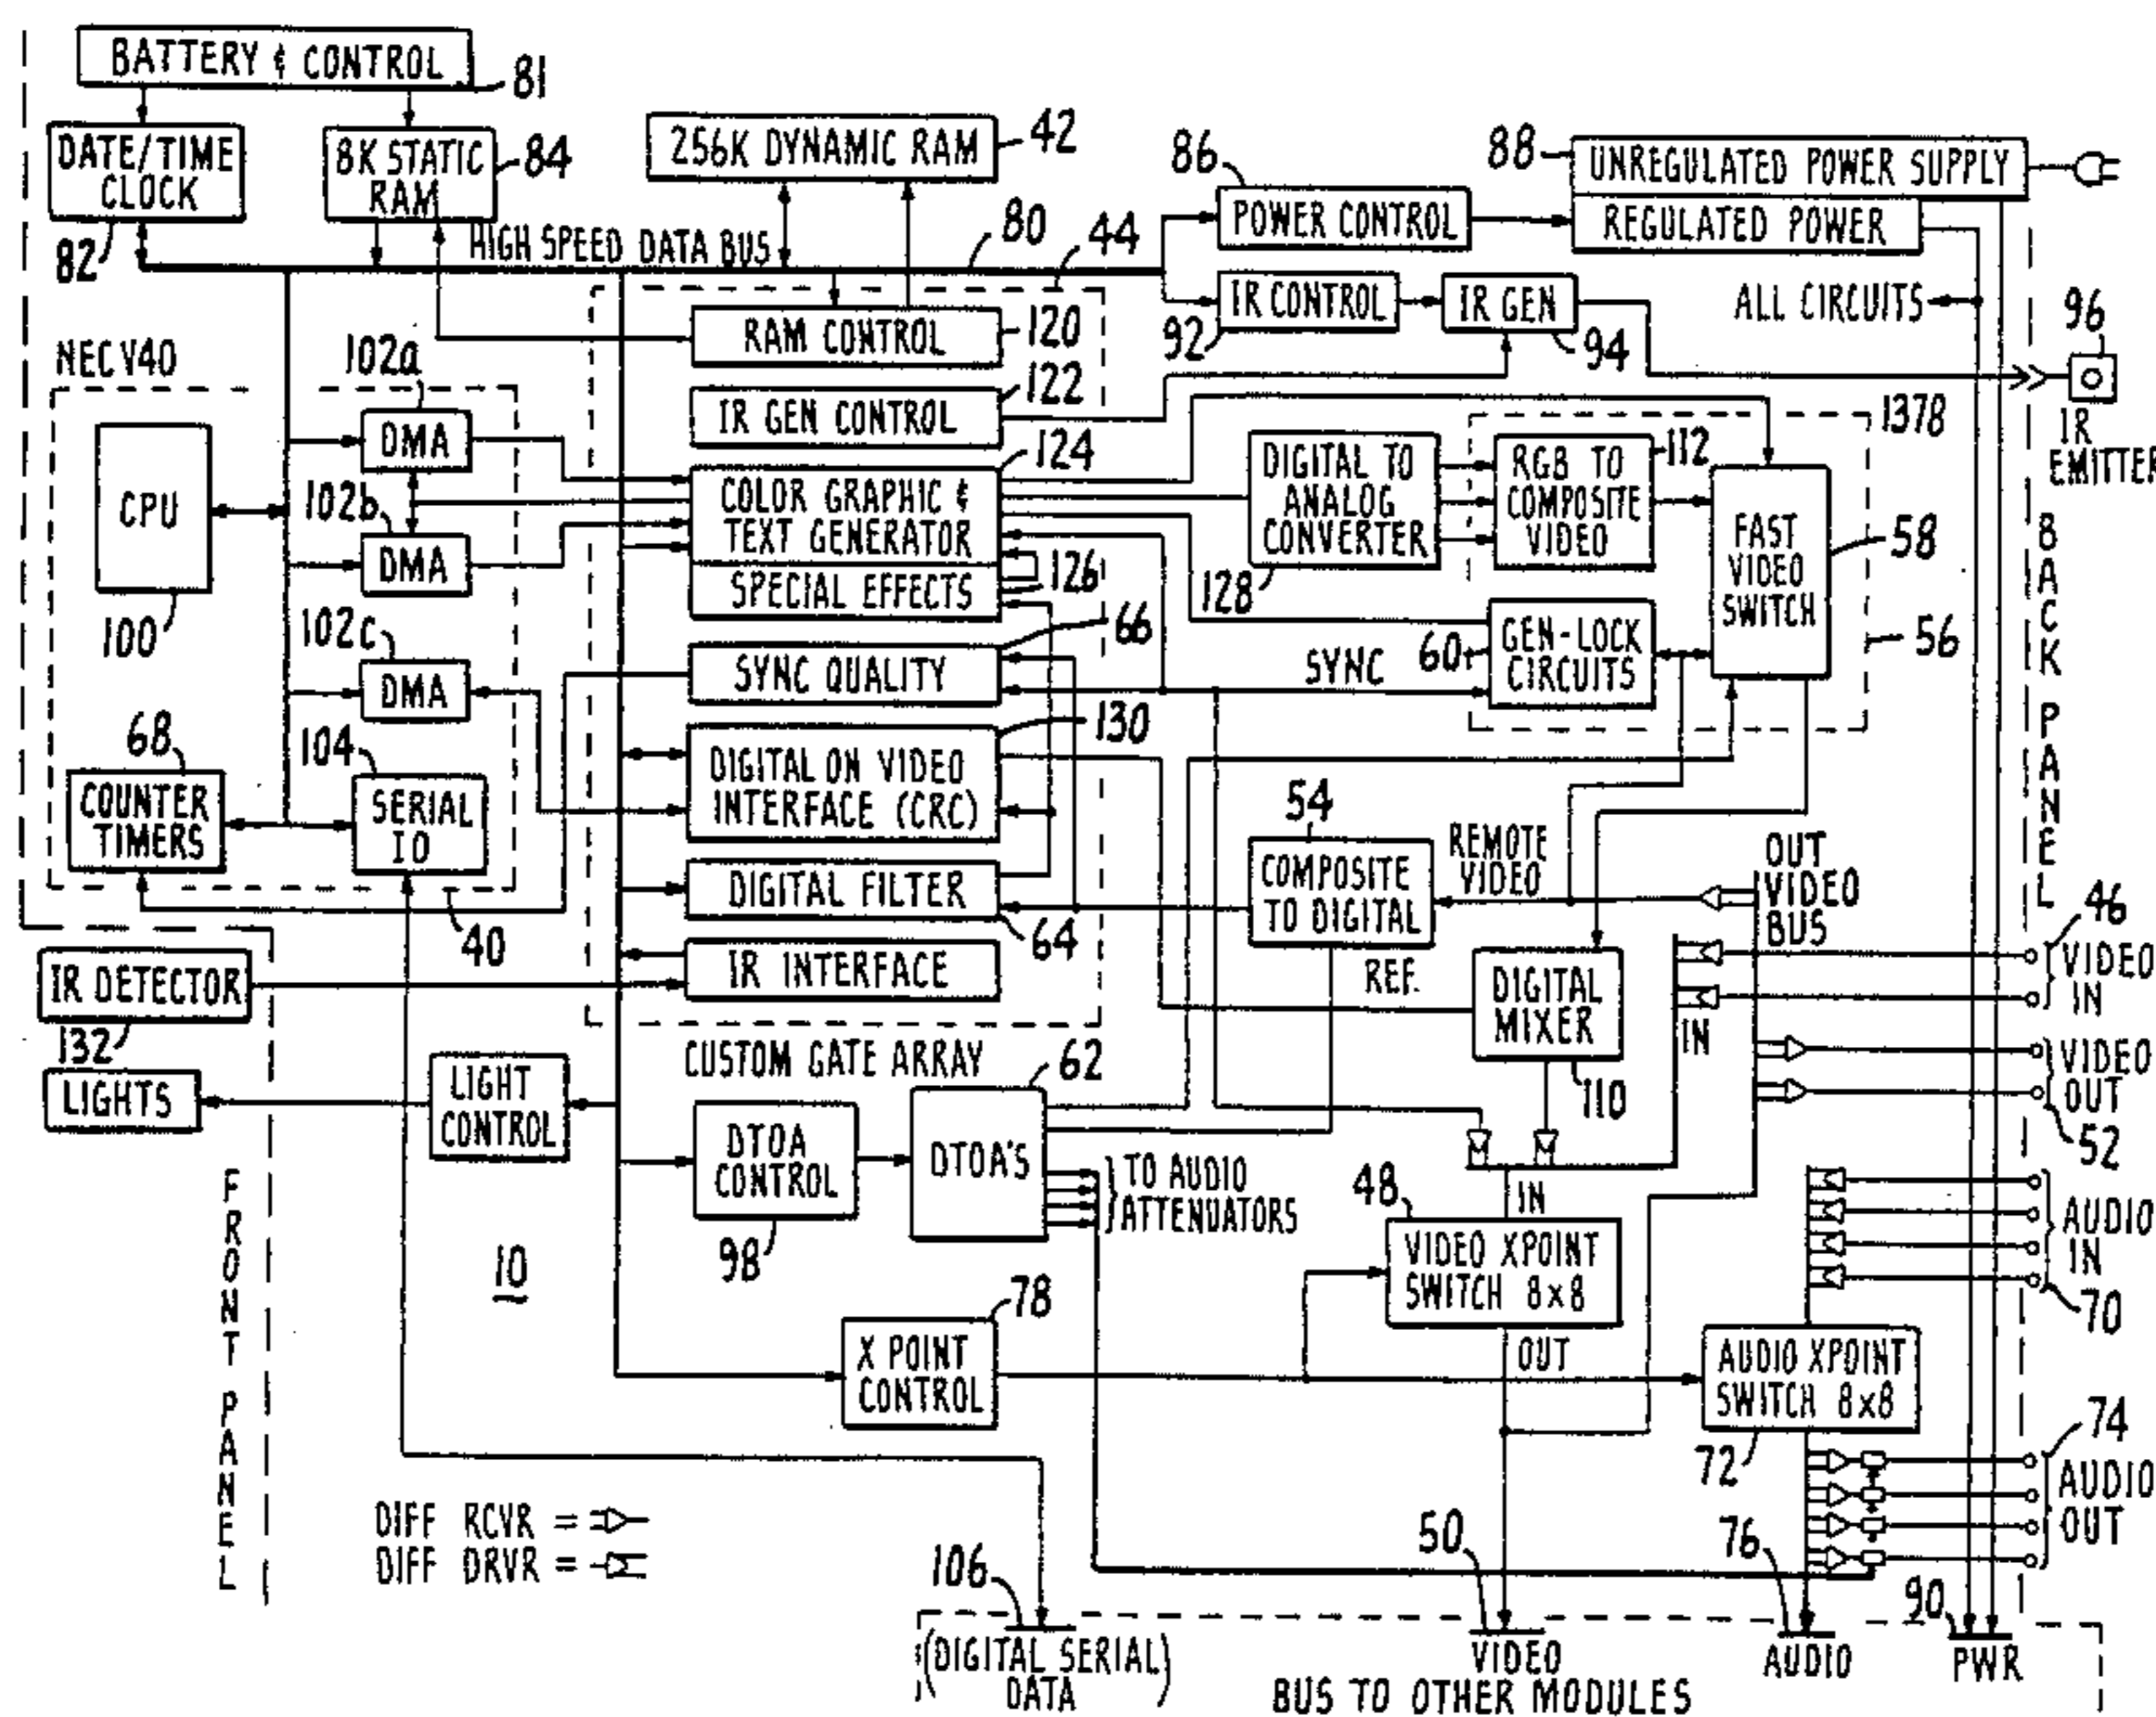 BATTERY & CONTROL
81
DATE/TIME
CLOCK
82
8K STATIC
RAM
84
256K DYNAMIC RAM
42
86
POWER CONTROL
88
UNREGULATED POWER SUPPLY
REGULATED POWER
HIGH SPEED DATA BUS
80
44
ALL CIRCUITS
IR CONTROL
92
IR GEN
94
96
IR
EMITTER
NEC V40
CPU
100
102a
DMA
102b
DMA
102c
DMA
68
COUNTER
TIMERS
104
SERIAL
IO
40
RAM CONTROL
120
IR GEN CONTROL
122
COLOR GRAPHIC &
TEXT GENERATOR
124
SPECIAL EFFECTS
126
SYNC QUALITY
66
DIGITAL ON VIDEO
INTERFACE (CRC)
130
DIGITAL FILTER
64
IR INTERFACE
CUSTOM GATE ARRAY
DIGITAL TO
ANALOG
CONVERTER
128
1378
RGB TO
COMPOSITE
VIDEO
112
FAST
VIDEO
SWITCH
58
56
60
GEN-LOCK
CIRCUITS
SYNC
BACK PANEL
54
COMPOSITE
TO DIGITAL
REMOTE
VIDEO
REF.
OUT
VIDEO
BUS
DIGITAL
MIXER
110
IN
46
VIDEO
IN
VIDEO
OUT
52
IR DETECTOR
132
LIGHTS
LIGHT
CONTROL
DTOA
CONTROL
98
62
DTOA'S
TO AUDIO
ATTENUATORS
48
IN
VIDEO XPOINT
SWITCH 8x8
OUT
AUDIO
IN
70
FRONT PANEL
10
78
X POINT
CONTROL
AUDIO XPOINT
SWITCH 8x8
72
74
AUDIO
OUT
DIFF RCVR =
DIFF DRVR =
106
(DIGITAL SERIAL)
DATA
50
VIDEO
76
AUDIO
90
PWR
BUS TO OTHER MODULES